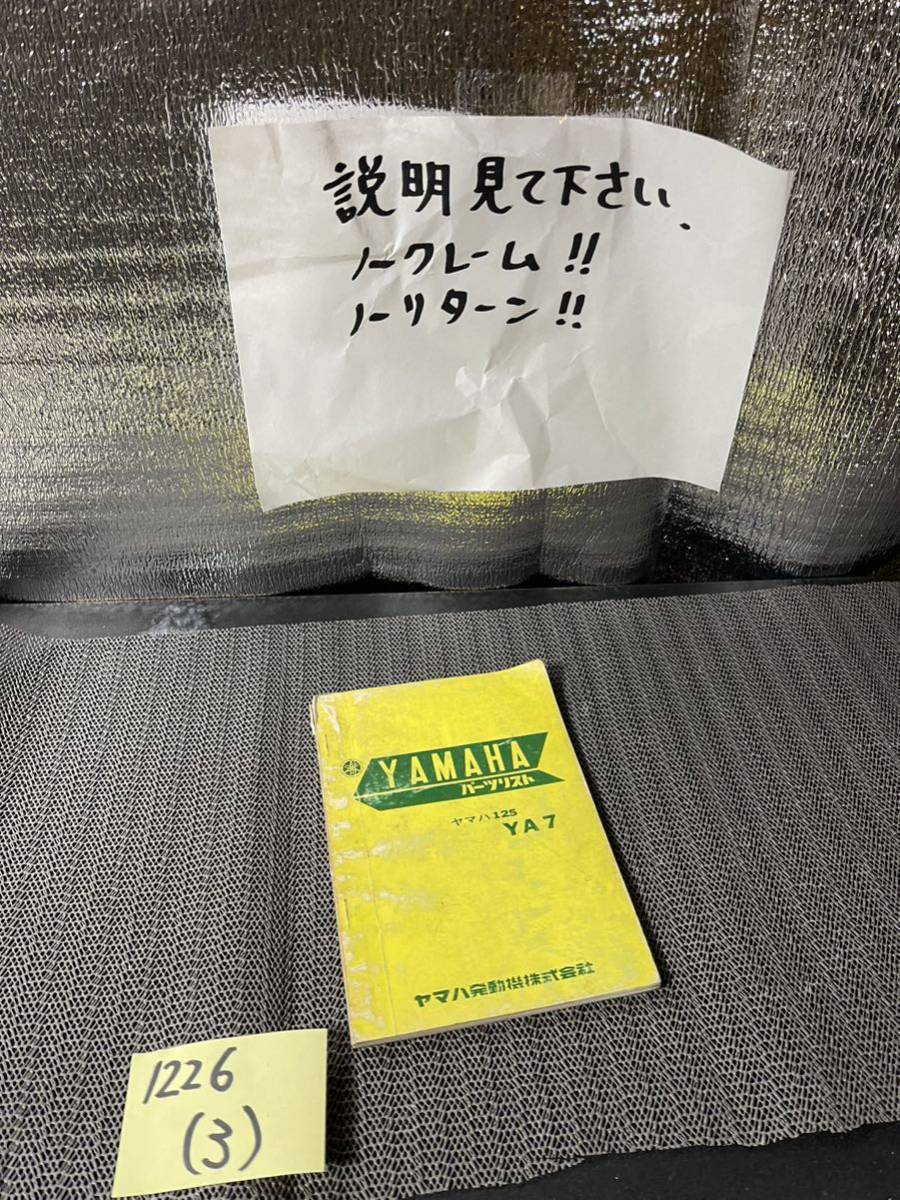 説明見て下さい.
ノークレーム!!
ノーリターン!!
YAMAHA
パーツリスト
ヤマハ125
YA7
ヤマハ発動機株式会社
1226
(3)